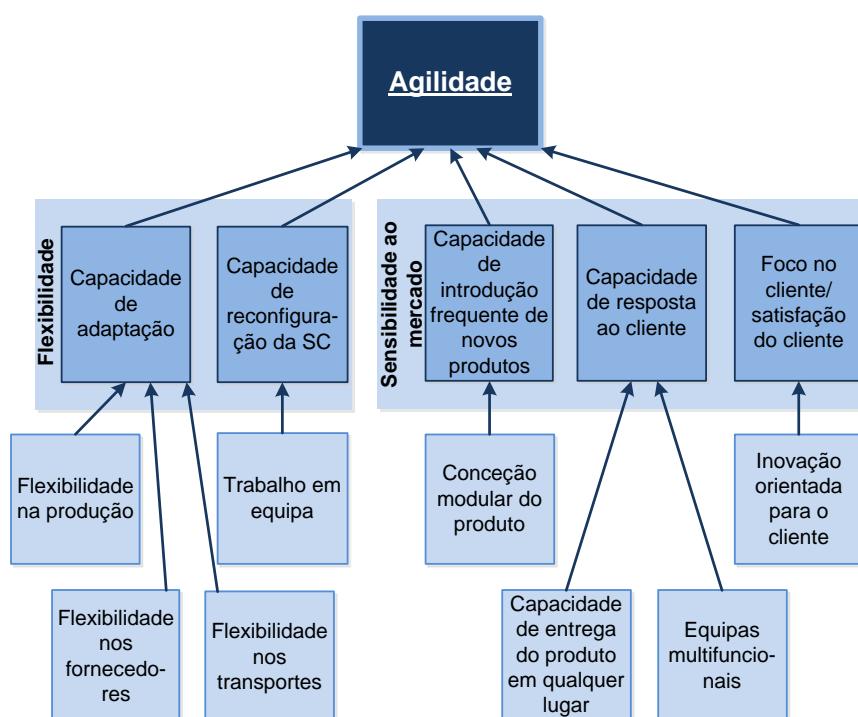 Agilidade
Flexibilidade
Capacidade
de
adaptação
Capacidade
de
reconfigura-
ção da SC
Sensibilidade ao
mercado
Capacidade
de
introdução
frequente de
novos
produtos
Capacidade
de resposta
ao cliente
Foco no
cliente/
satisfação
do cliente
Flexibilidade
na produção
Trabalho em
equipa
Conceção
modular do
produto
Inovação
orientada
para o
cliente
Flexibilidade
nos
fornecedo-
res
Flexibilidade
nos
transportes
Capacidade
de entrega
do produto
em qualquer
lugar
Equipas
multifuncio-
nais